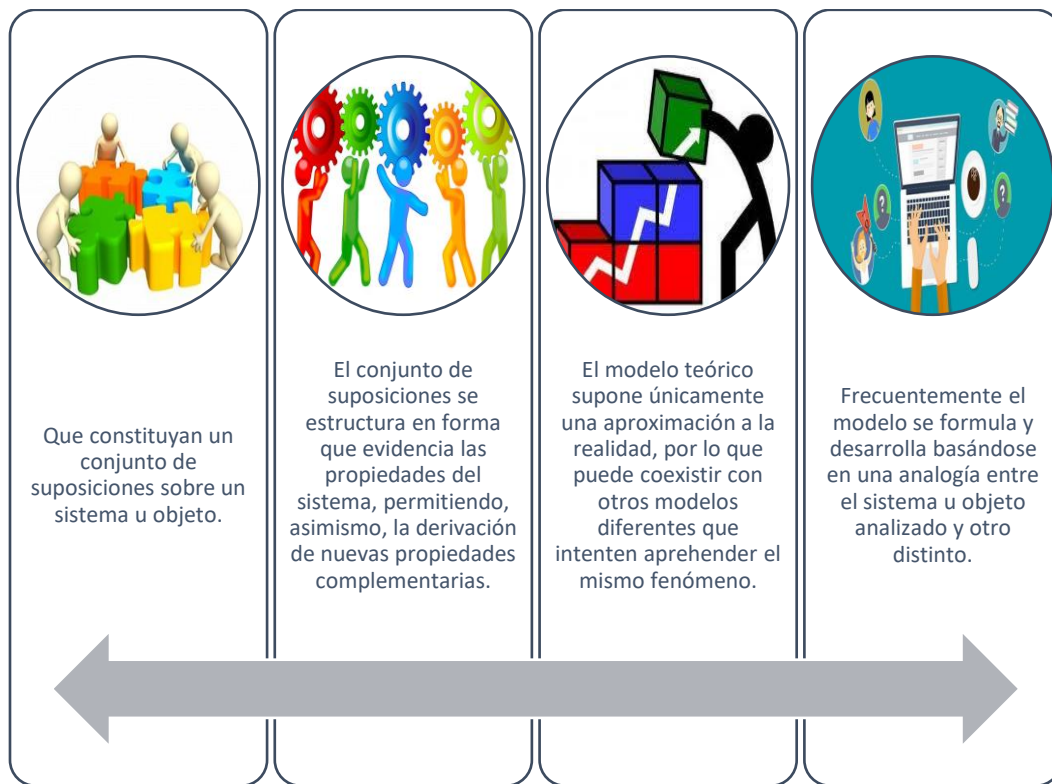 Que constituyan un
conjunto de
suposiciones sobre un
sistema u objeto.
El conjunto de
suposiciones se
estructura en forma
que evidencia las
propiedades del
sistema, permitiendo,
asimismo, la derivación
de nuevas propiedades
complementarias.
El modelo teórico
supone únicamente
una aproximación a la
realidad, por lo que
puede coexistir con
otros modelos
diferentes que
intenten aprehender el
mismo fenómeno.
Frecuentemente el
modelo se formula y
desarrolla basándose
en una analogía entre
el sistema u objeto
analizado y otro
distinto.